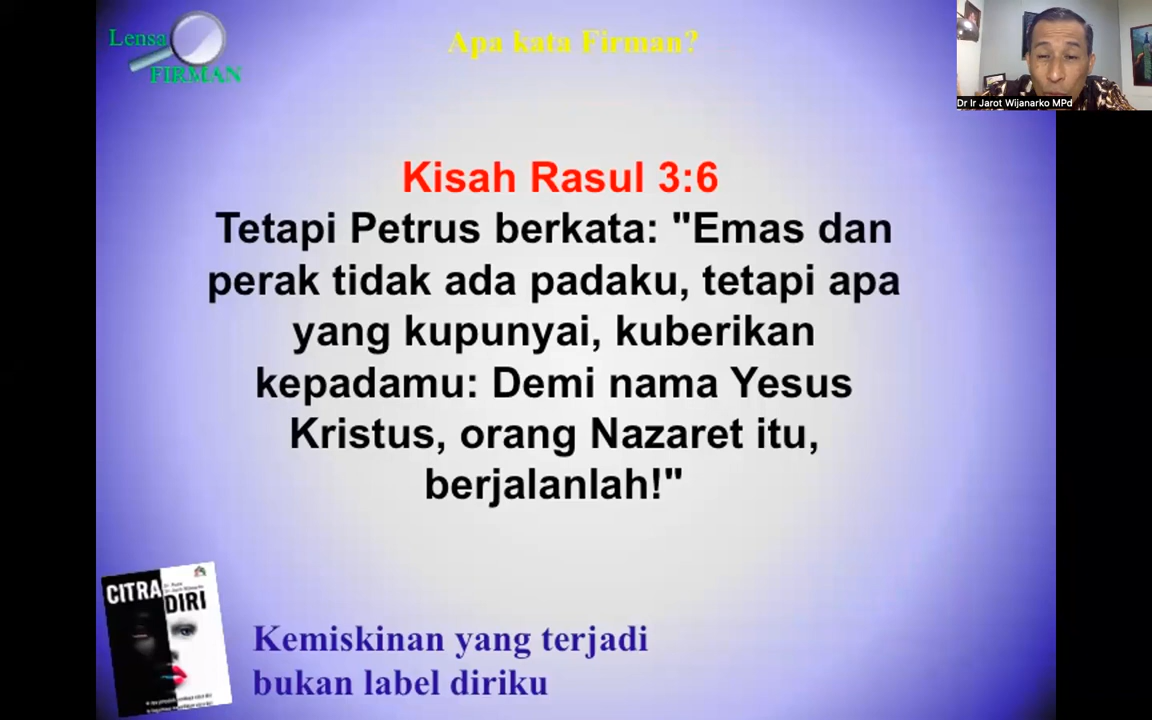 Lensa
FIRMAN
Apa kata Firman?
Dr Ir Jarot Wijanarko MPd
Kisah Rasul 3:6
Tetapi Petrus berkata: "Emas dan
perak tidak ada padaku, tetapi apa
yang kupunyai, kuberikan
kepadamu: Demi nama Yesus
Kristus, orang Nazaret itu,
berjalanlah!"
CITRA
DIRI
Kemiskinan yang terjadi
bukan label diriku